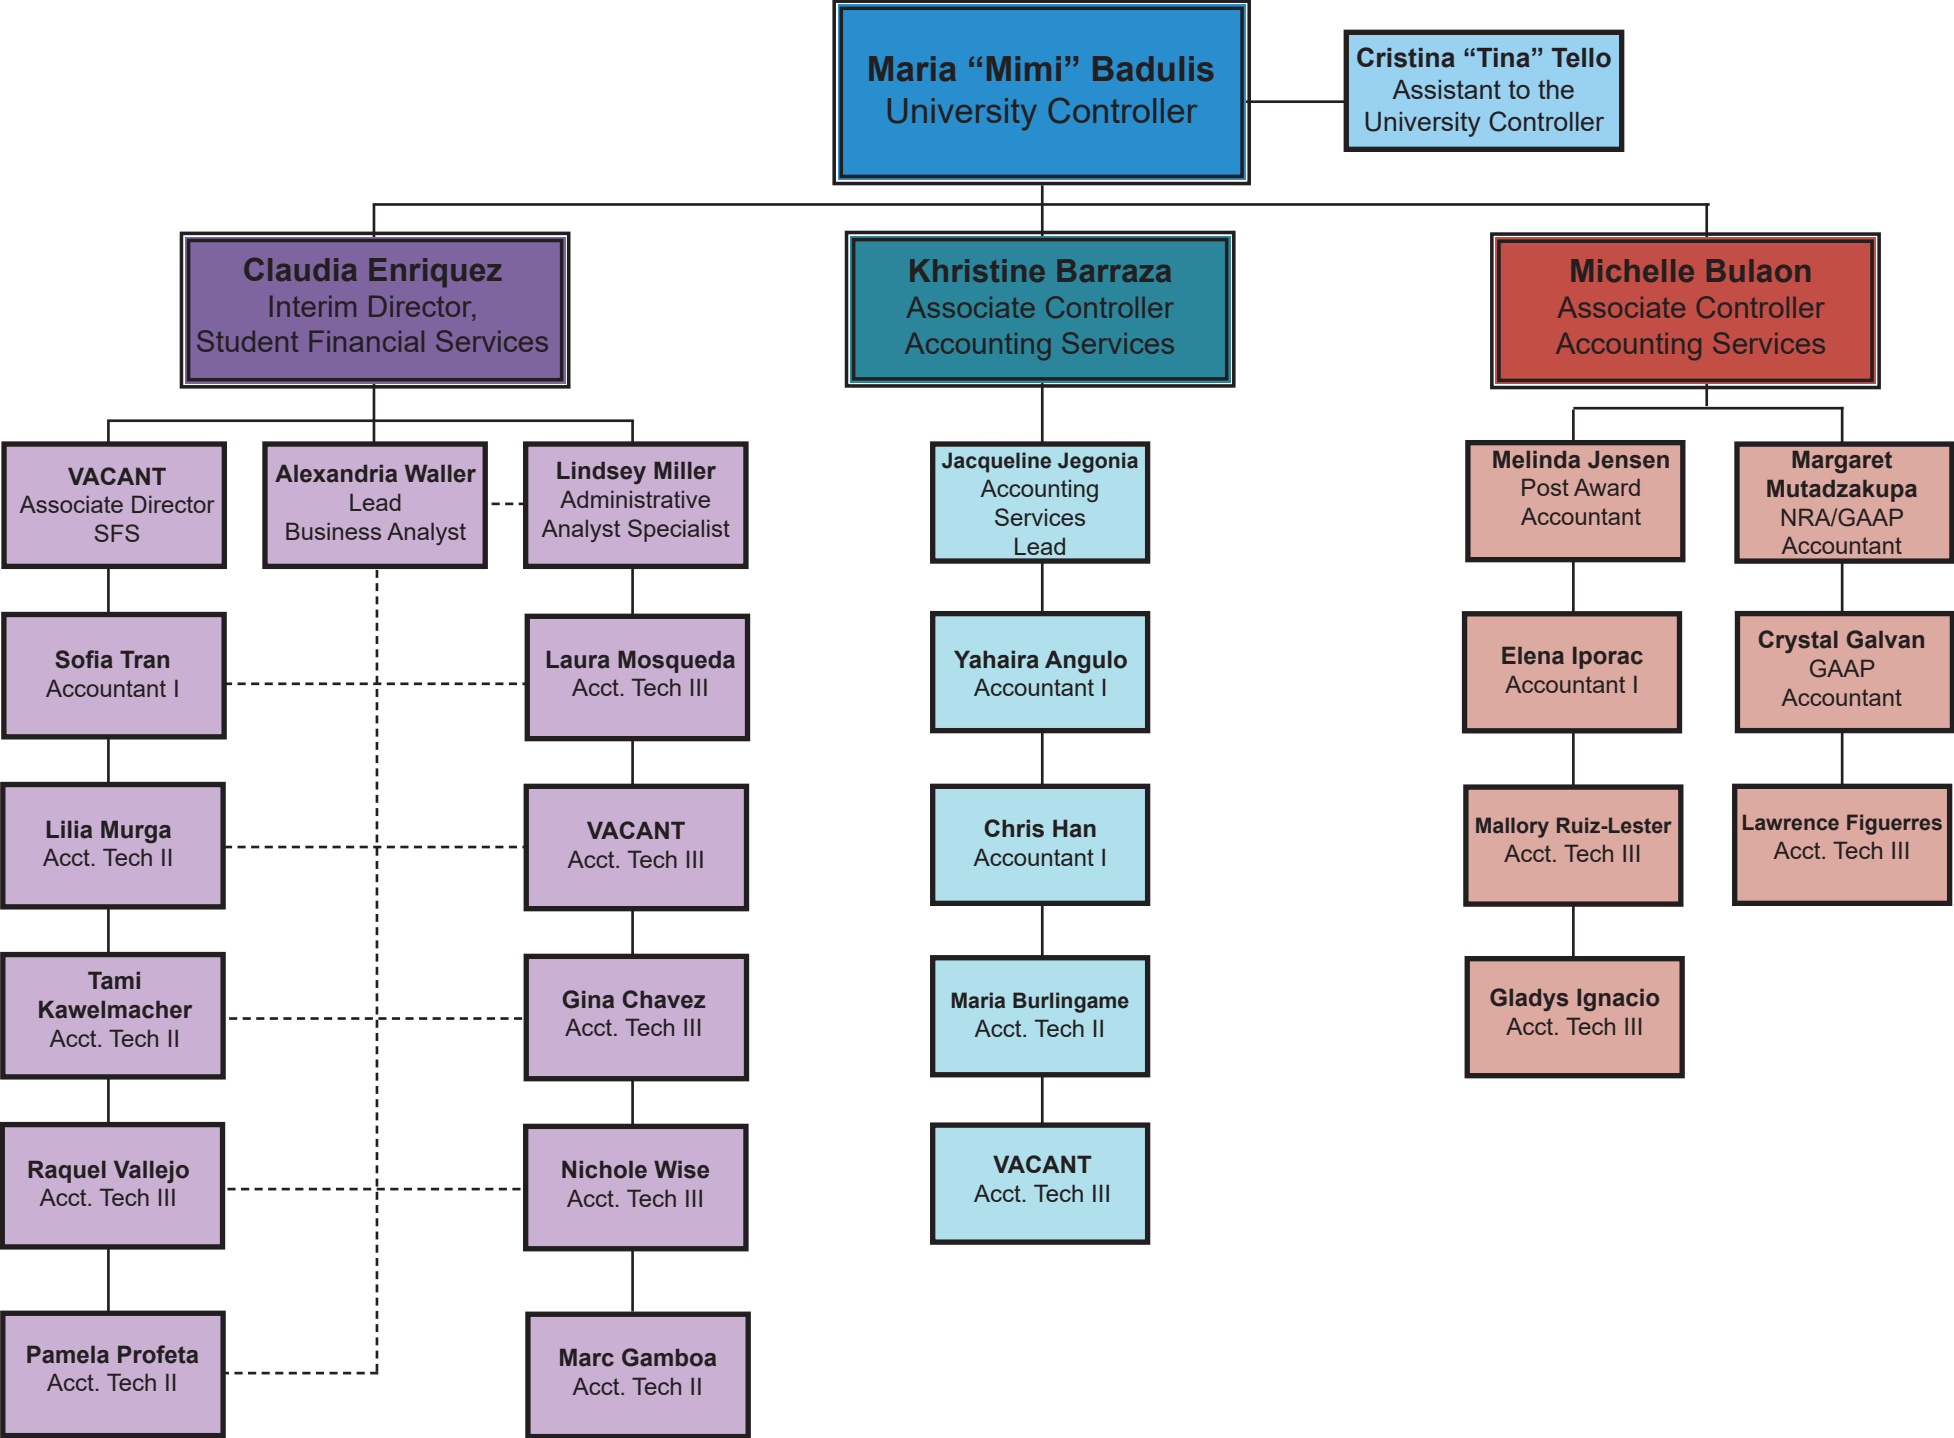 Maria “Mimi” Badulis
University Controller
Cristina “Tina” Tello
Assistant to the
University Controller
Claudia Enriquez
Interim Director,
Student Financial Services
Khristine Barraza
Associate Controller
Accounting Services
Michelle Bulaon
Associate Controller
Accounting Services
VACANT
Associate Director
SFS
Alexandria Waller
Lead
Business Analyst
Lindsey Miller
Administrative
Analyst Specialist
Jacqueline Jegonia
Accounting
Services
Lead
Melinda Jensen
Post Award
Accountant
Margaret
Mutadzakupa
NRA/GAAP
Accountant
Sofia Tran
Accountant I
Laura Mosqueda
Acct. Tech III
Yahaira Angulo
Accountant I
Elena Iporac
Accountant I
Crystal Galvan
GAAP
Accountant
Lilia Murga
Acct. Tech II
VACANT
Acct. Tech III
Chris Han
Accountant I
Mallory Ruiz-Lester
Acct. Tech III
Lawrence Figuerres
Acct. Tech III
Tami
Kawelmacher
Acct. Tech II
Gina Chavez
Acct. Tech III
Maria Burlingame
Acct. Tech II
Gladys Ignacio
Acct. Tech III
Raquel Vallejo
Acct. Tech III
Nichole Wise
Acct. Tech III
VACANT
Acct. Tech III
Pamela Profeta
Acct. Tech II
Marc Gamboa
Acct. Tech II